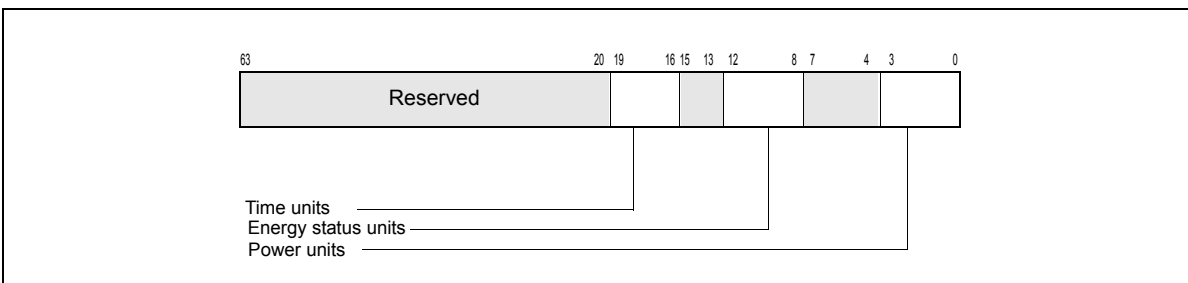 63 20 19 16 15 13 12 8 7 4 3 0
Reserved
Time units
Energy status units
Power units